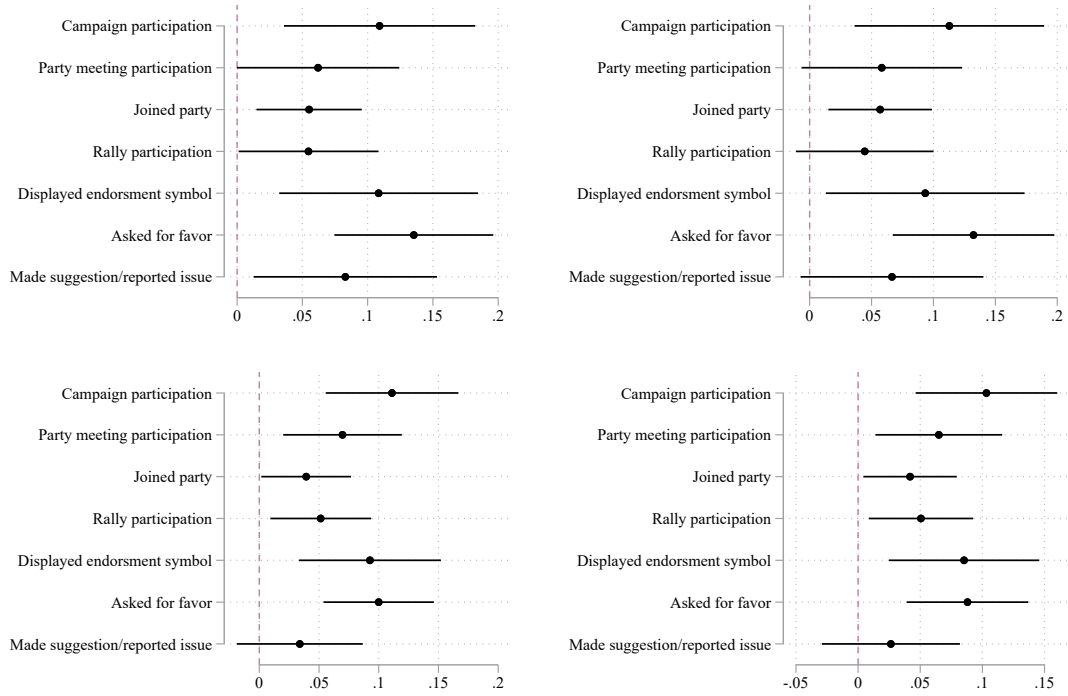 Campaign participation
Party meeting participation
Joined party
Rally participation
Displayed endorsment symbol
Asked for favor
Made suggestion/reported issue
0 .05 .1 .15 .2
Campaign participation
Party meeting participation
Joined party
Rally participation
Displayed endorsment symbol
Asked for favor
Made suggestion/reported issue
0 .05 .1 .15 .2
Campaign participation
Party meeting participation
Joined party
Rally participation
Displayed endorsment symbol
Asked for favor
Made suggestion/reported issue
0 .05 .1 .15 .2
Campaign participation
Party meeting participation
Joined party
Rally participation
Displayed endorsment symbol
Asked for favor
Made suggestion/reported issue
-.05 0 .05 .1 .15